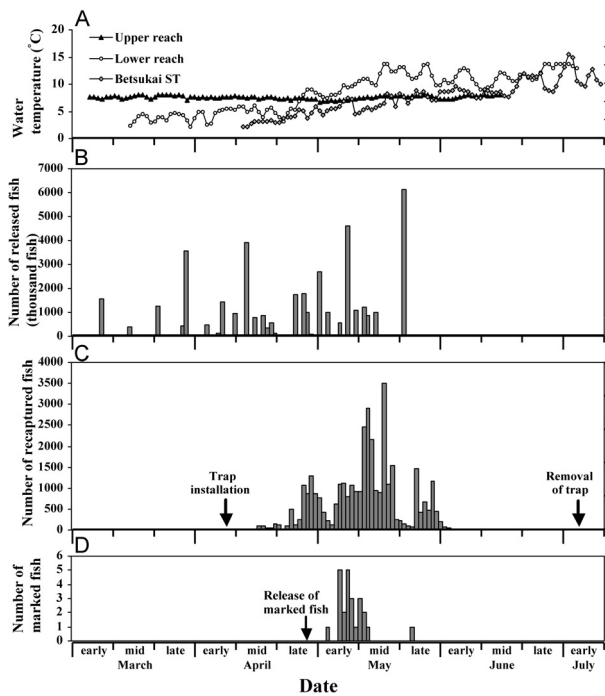 A
Water
temperature (°C)
20
15
10
5
0
Upper reach
Lower reach
Betsukai ST
B
Number of released fish
(thousand fish)
7000
6000
5000
4000
3000
2000
1000
0
C
Number of recaptured fish
4000
3500
3000
2500
2000
1500
1000
500
0
Trap
installation
Removal
of trap
D
Number of
marked fish
6
5
4
3
2
1
0
Release of
marked fish
early mid late early mid late early mid late early mid late early
March April May June July
Date